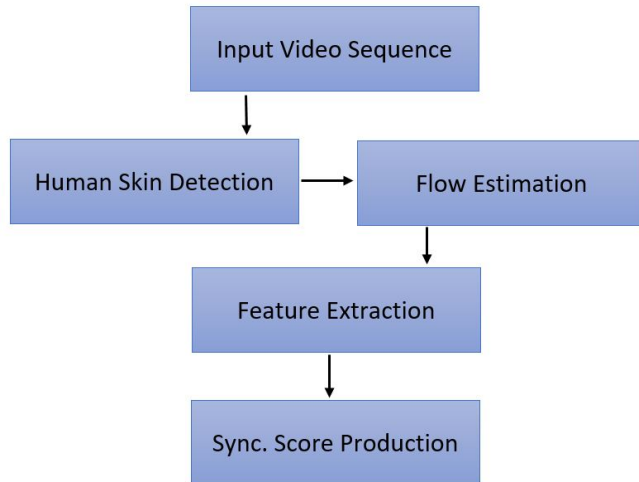 Input Video Sequence
Human Skin Detection
Flow Estimation
Feature Extraction
Sync. Score Production